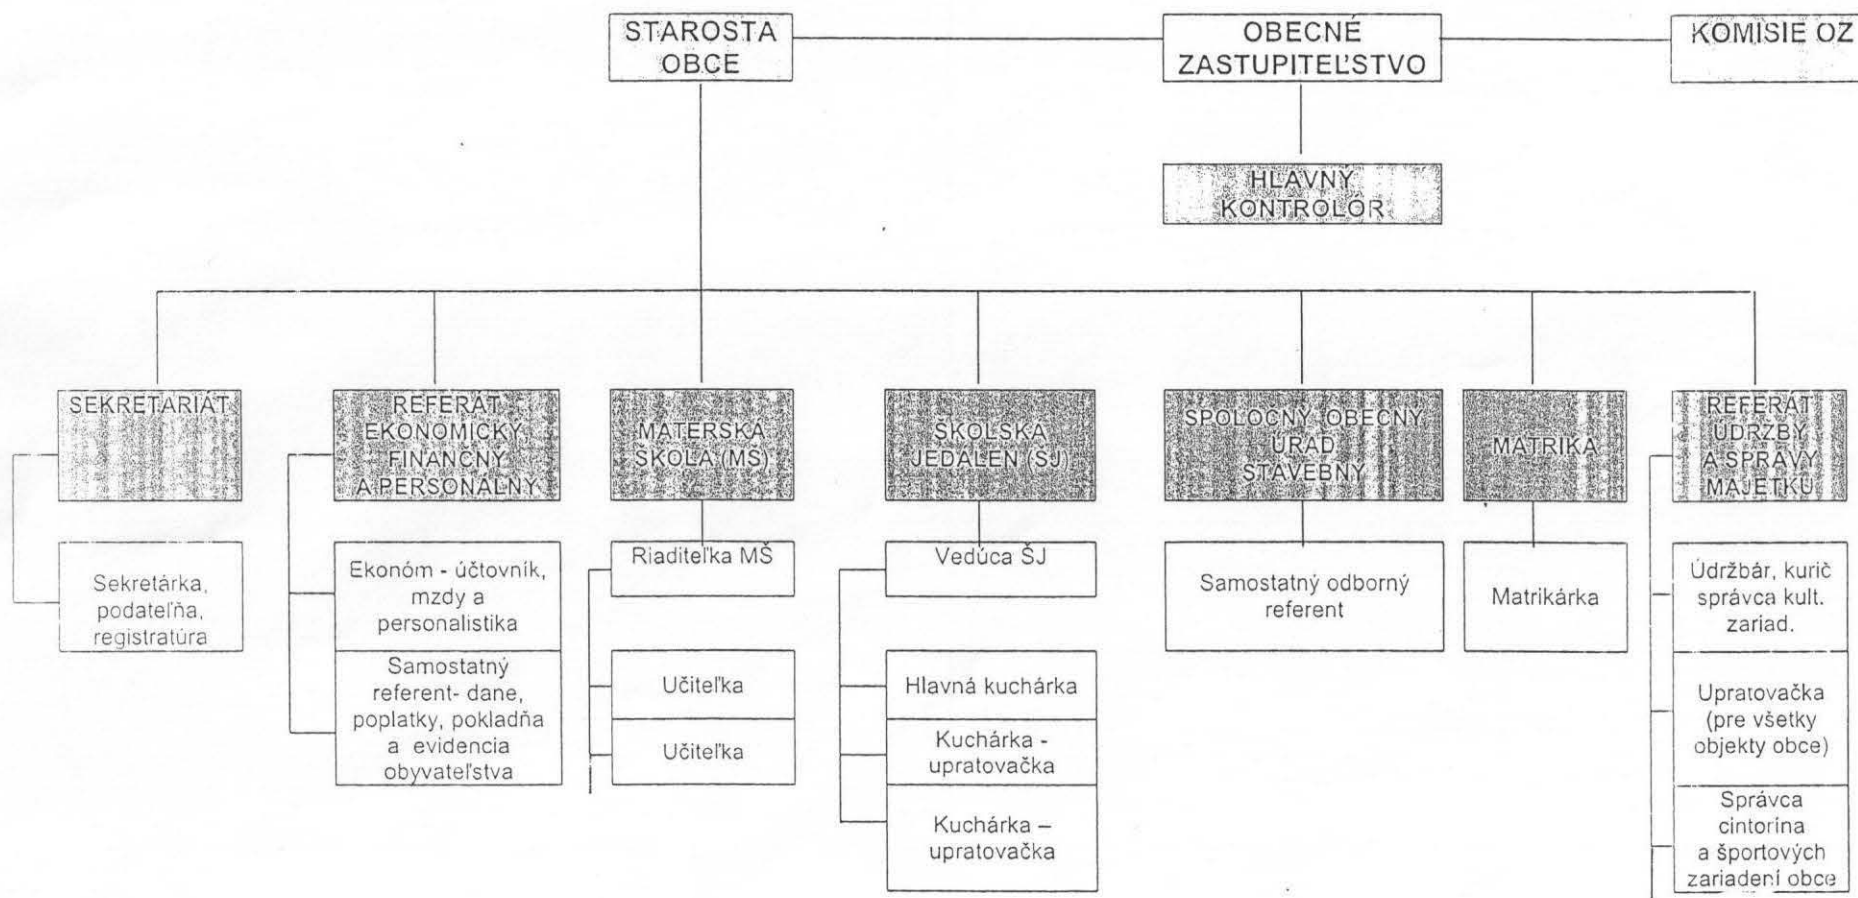 STAROSTA
OBCE
OBECNÉ
ZASTUPITEĽSTVO
KOMISIE OZ
HLAVNÝ
KONTROLÓR
SEKRETARIÁT
REFERÁT
EKONOMICKÝ,
FINANČNÝ
A PERSONÁLNY
MATERSKÁ
ŠKOLA (MŠ)
ŠKOLSKÁ
JEDÁLEŇ (ŠJ)
SPOLOČNÝ OBECNÝ
ÚRAD
STAVEBNÝ
MATRIKA
REFERÁT
ÚDRŽBY
A SPRÁVY
MAJETKU
Sekretárka,
podateľňa,
registratúra
Ekonóm - účtovník,
mzdy a
personalistika
Samostatný
referent- dane,
poplatky, pokladňa
a evidencia
obyvateľstva
Riaditeľka MŠ
Učiteľka
Učiteľka
Vedúca ŠJ
Hlavná kuchárka
Kuchárka -
upratovačka
Kuchárka –
upratovačka
Samostatný odborný
referent
Matrikárka
Údržbár, kurič
správca kult.
zariad.
Upratovačka
(pre všetky
objekty obce)
Správca
cintorína
a športových
zariadení obce